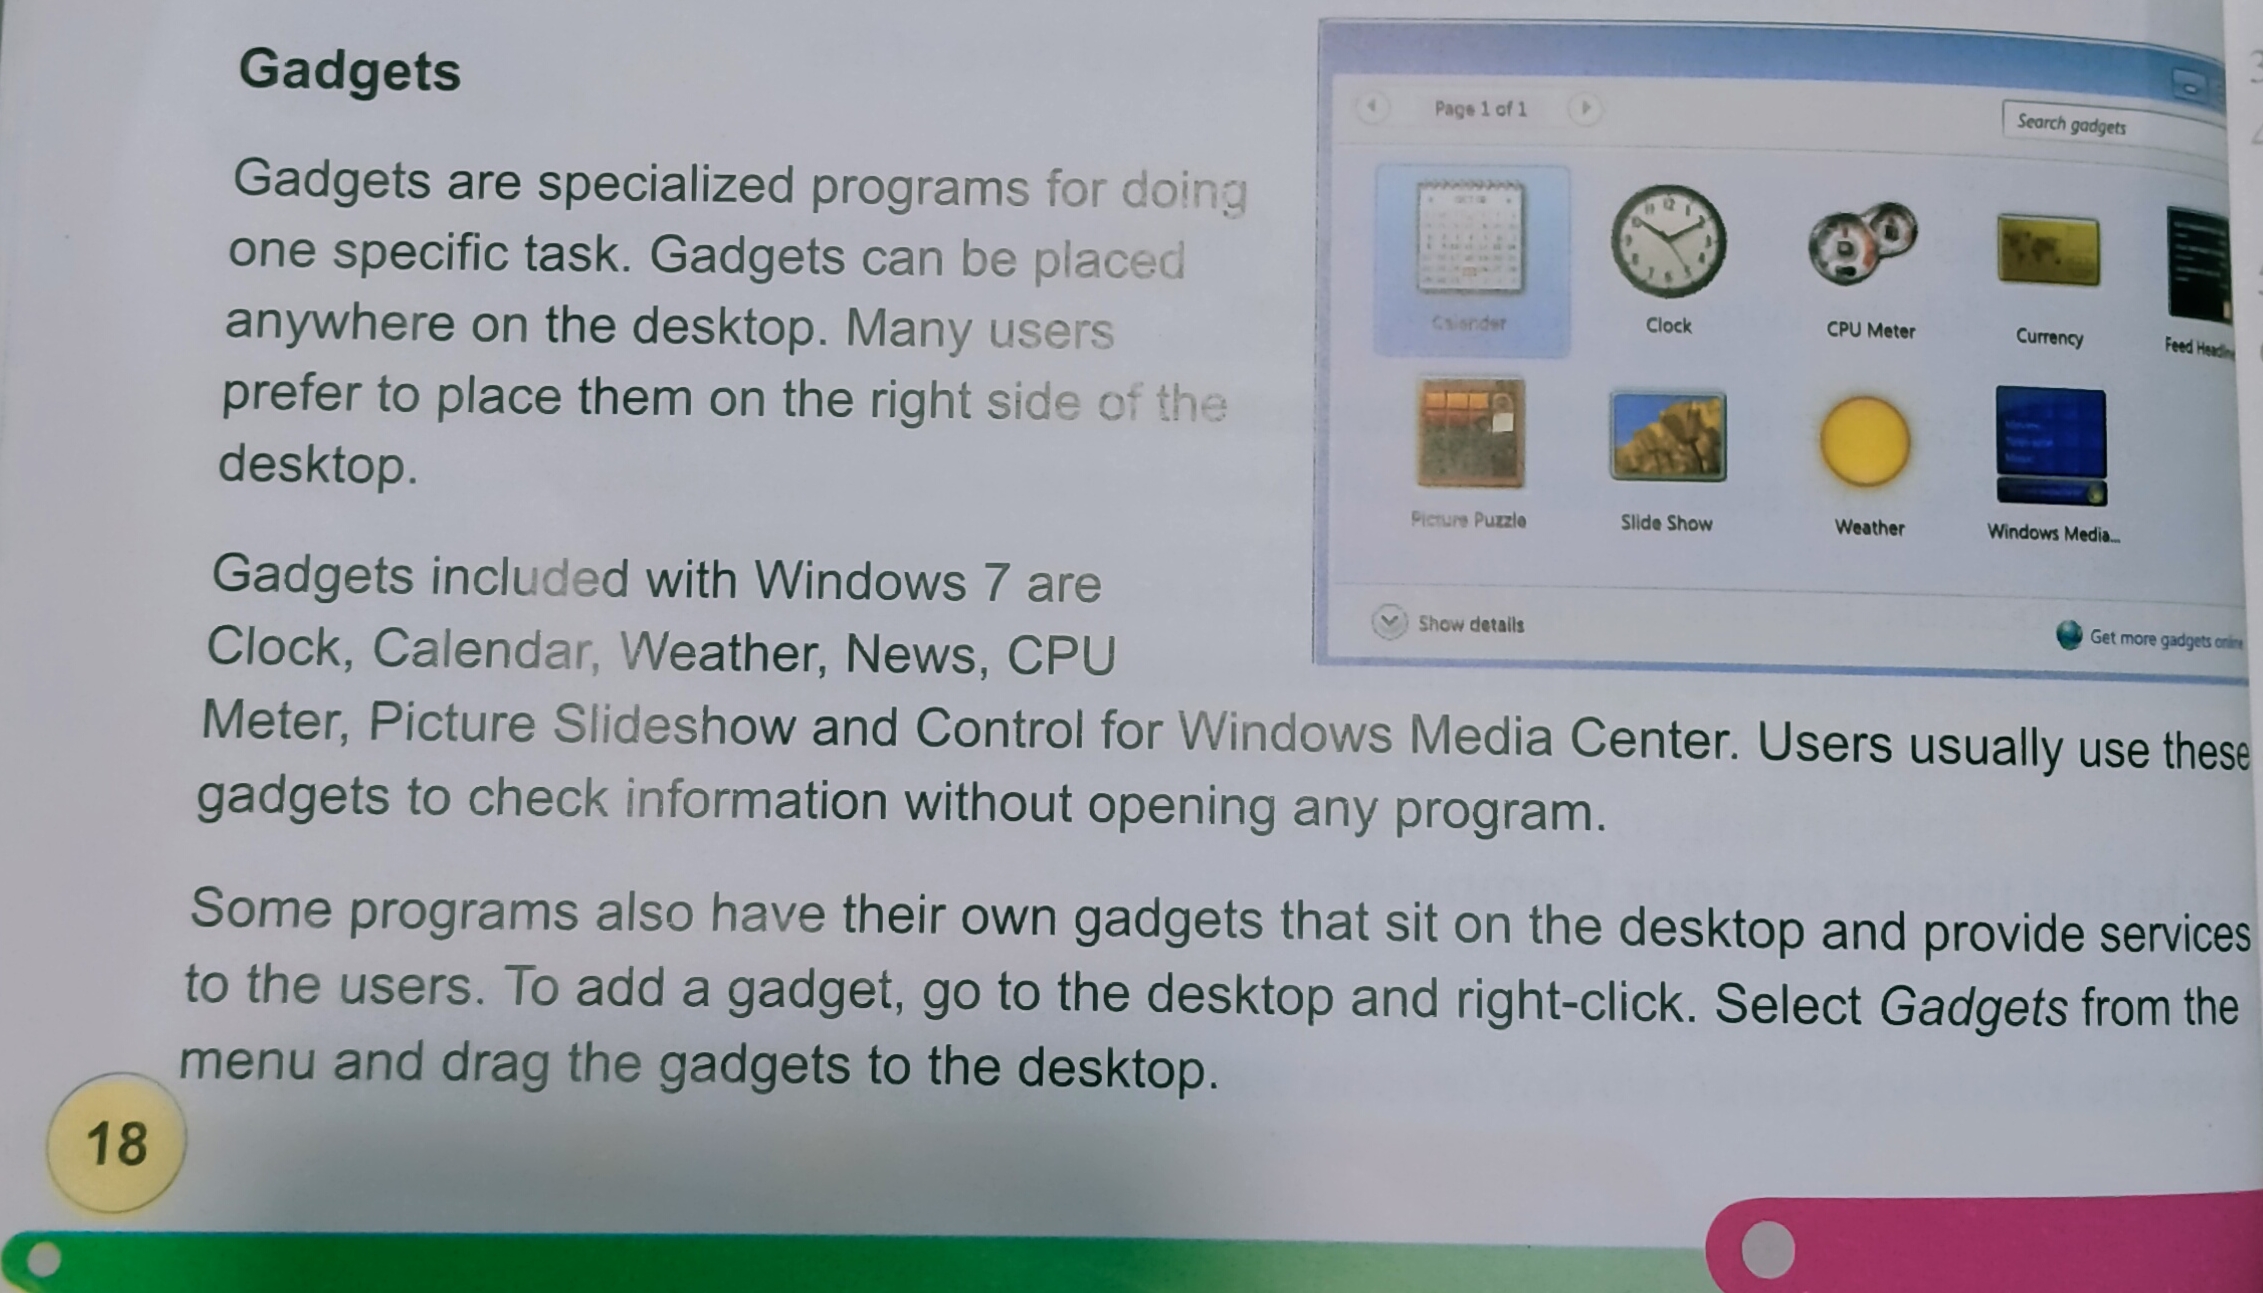 Gadgets
Gadgets are specialized programs for doing
one specific task. Gadgets can be placed
anywhere on the desktop. Many users
prefer to place them on the right side of the
desktop.
Page 1 of 1
Search gadgets
Calendar
Clock
CPU Meter
Currency
Feed Headlin
Picture Puzzle
Slide Show
Weather
Windows Media...
Show details
Get more gadgets online
Gadgets included with Windows 7 are
Clock, Calendar, Weather, News, CPU
Meter, Picture Slideshow and Control for Windows Media Center. Users usually use these
gadgets to check information without opening any program.
Some programs also have their own gadgets that sit on the desktop and provide services
to the users. To add a gadget, go to the desktop and right-click. Select Gadgets from the
menu and drag the gadgets to the desktop.
18